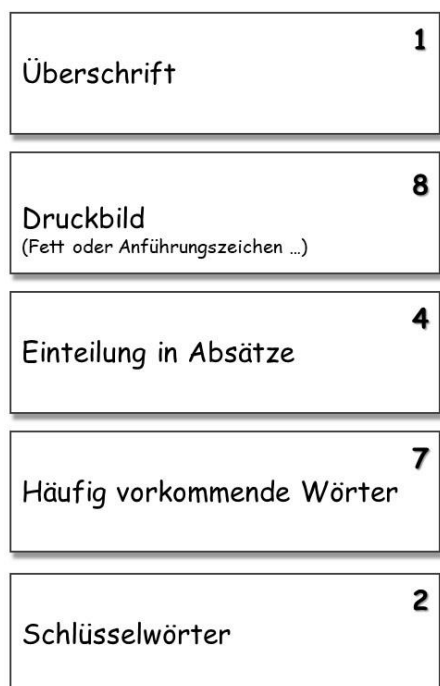 1
Überschrift
8
Druckbild
(Fett oder Anführungszeichen …)
4
Einteilung in Absätze
7
Häufig vorkommende Wörter
2
Schlüsselwörter